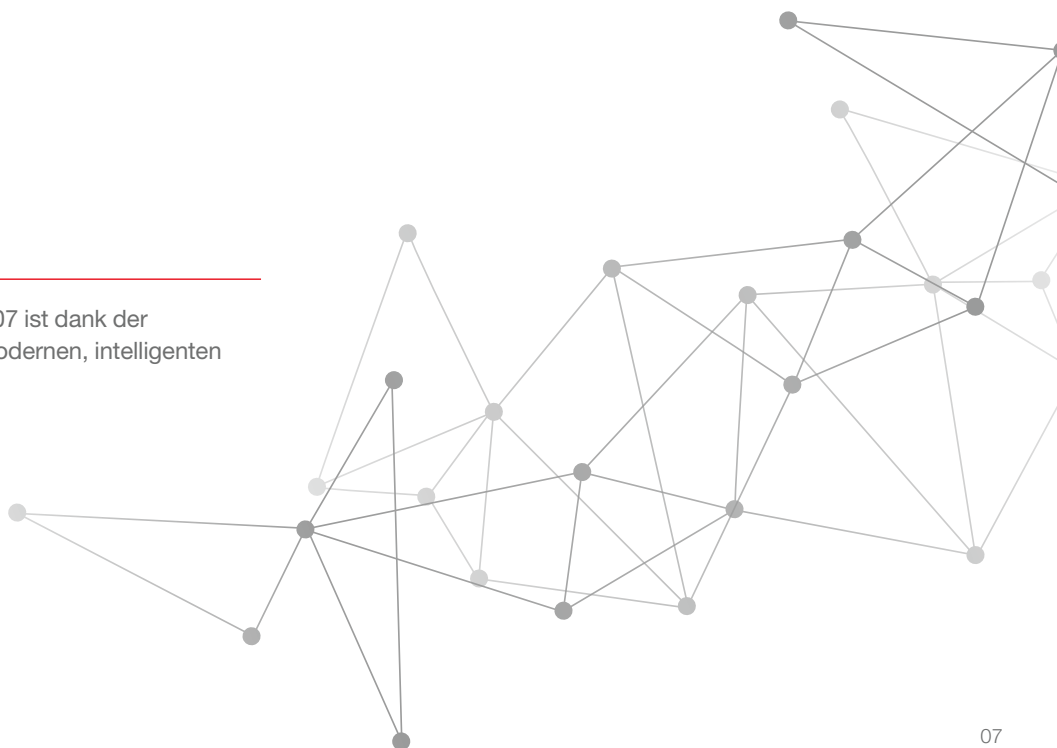 07 ist dank der
odernen, intelligenten
07